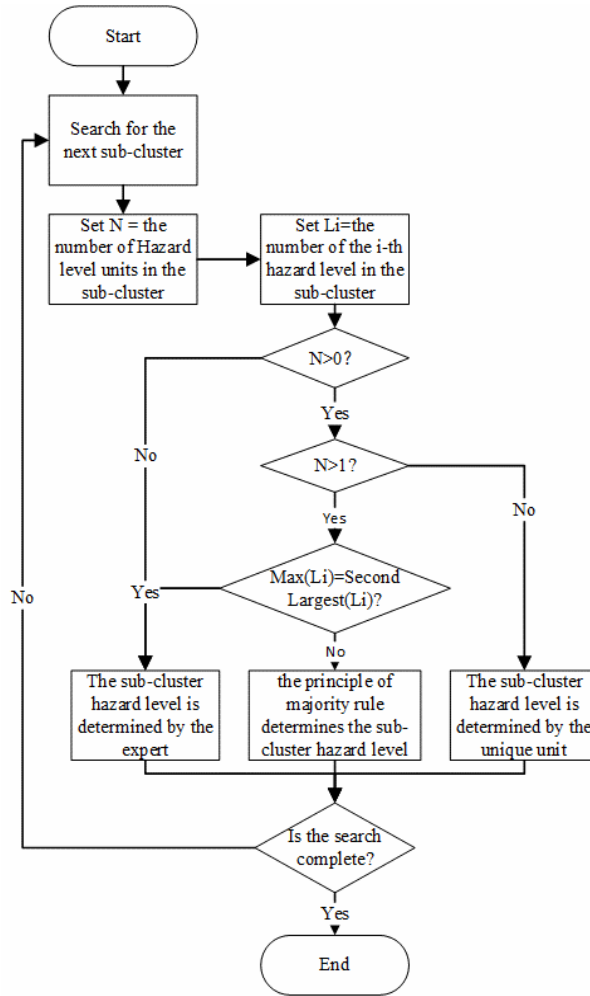 Start
Search for the
next sub-cluster
Set N = the
number of Hazard
level units in the
sub-cluster
Set Li=the
number of the i-th
hazard level in the
sub-cluster
N>0?
Yes
No
N>1?
Yes
No
Max(Li)=Second
Largest(Li)?
Yes
No
No
The sub-cluster
hazard level is
determined by the
expert
the principle of
majority rule
determines the sub-
cluster hazard level
The sub-cluster
hazard level is
determined by the
unique unit
Is the search
complete?
Yes
End